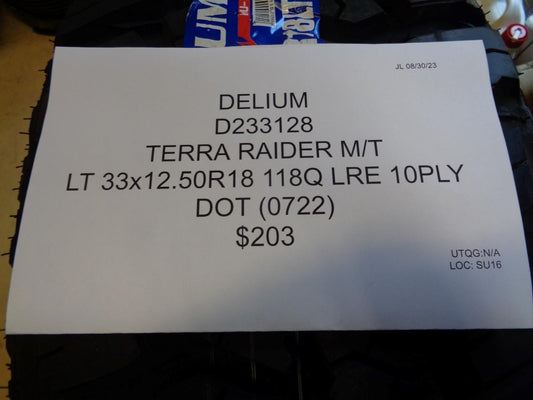 UM
JL 08/30/23
DELIUM
D233128
TERRA RAIDER M/T
LT 33x12.50R18 118Q LRE 10PLY
DOT (0722)
$203
UTQG:N/A
LOC: SU16